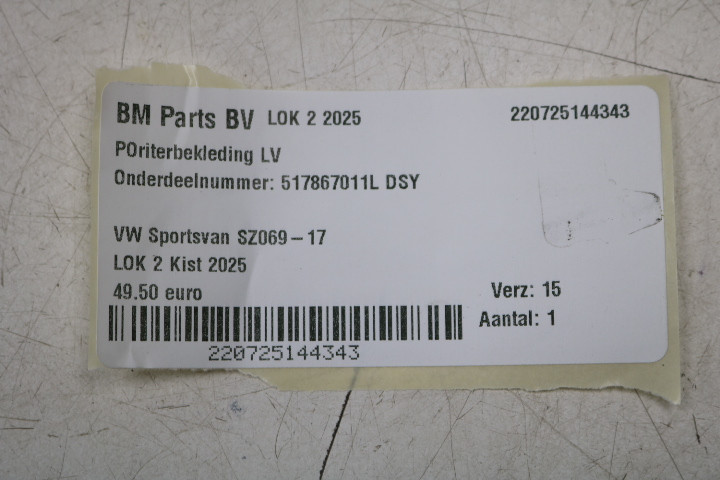 BM Parts BV LOK 2 2025 220725144343
POriterbekleding LV
Onderdeelnummer: 517867011L DSY
VW Sportsvan SZ069-17
LOK 2 Kist 2025
49.50 euro Verz: 15
Aantal: 1
220725144343